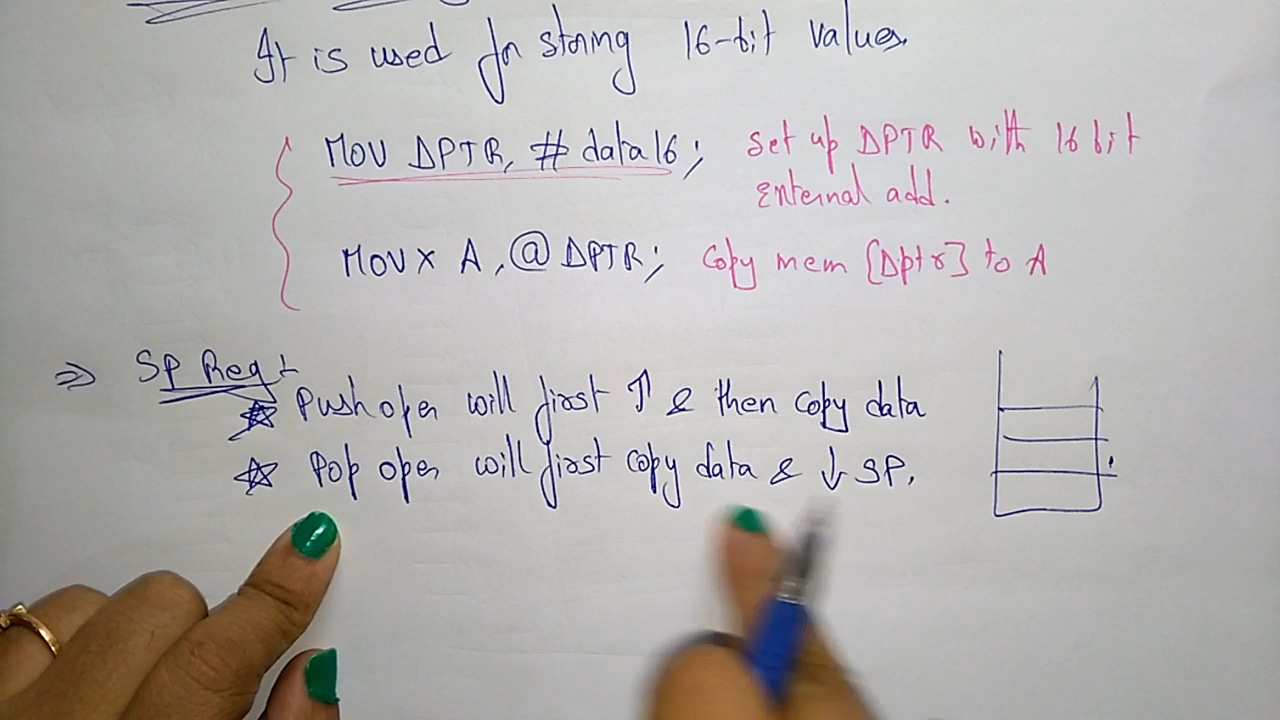 It is used for storing 16-bit values.
MOV DPTR, # data16; Set up DPTR with 16 bit
External add.
MOVX A, @ DPTR; Copy mem [Dptr] to A
⇒ SP Reg:-
☆ Push oper will first ↑ & then copy data
☆ Pop oper will first copy data & ↓ SP.